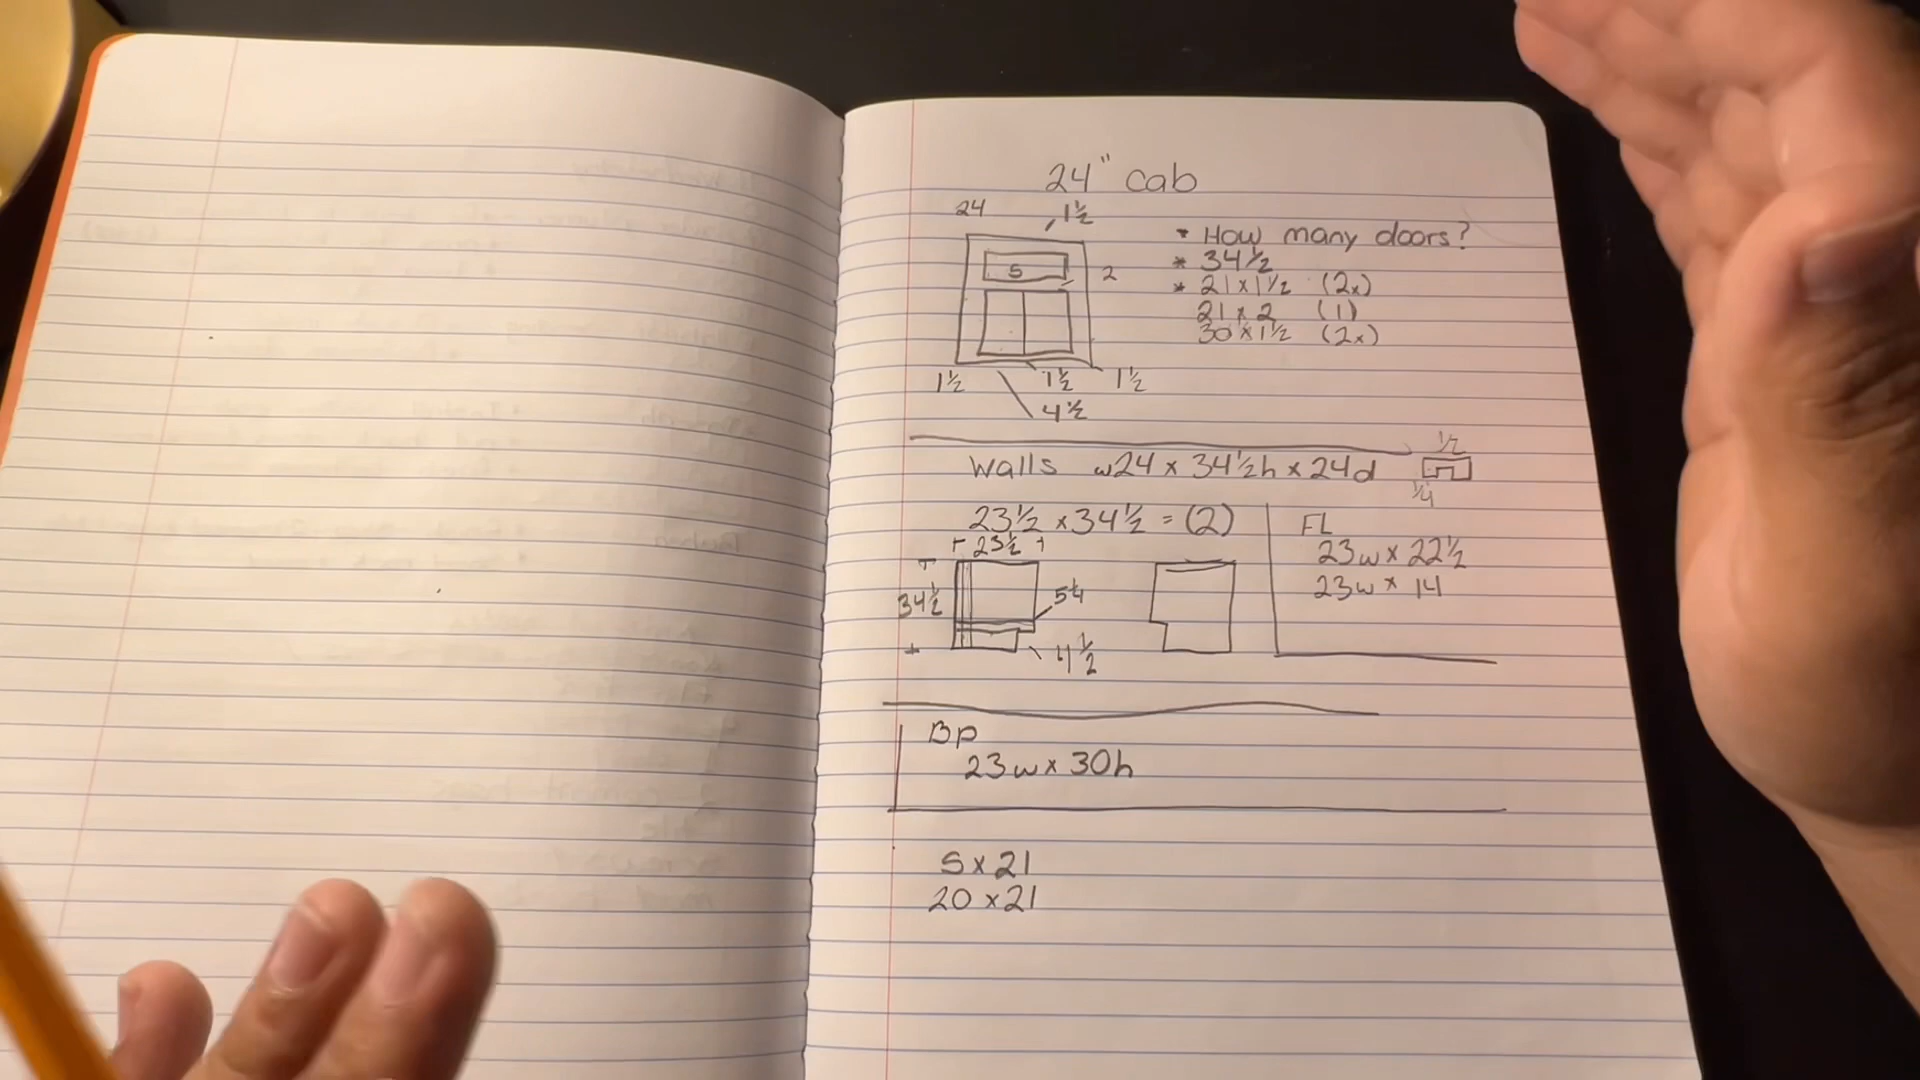 24" cab
24 1½
* How many doors?
* 34½
5 2
* 21 x 1½ (2x)
21 x 2 (1)
30 x 1½ (2x)
1½ 1½ 1½
4½
Walls w24 x 34½h x 24d
½
¼
23½ x 34½ = (2)
23½
34½
5¼
4½
FL
23w x 22½
23w x 14
Bp
23w x 30h
5 x 21
20 x 21